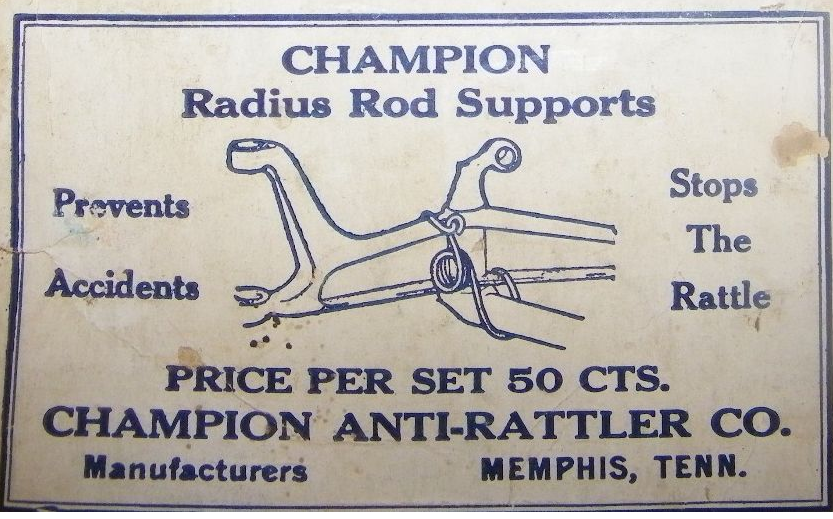 CHAMPION
Radius Rod Supports
Prevents
Accidents
Stops
The
Rattle
PRICE PER SET 50 CTS.
CHAMPION ANTI-RATTLER CO.
Manufacturers MEMPHIS, TENN.